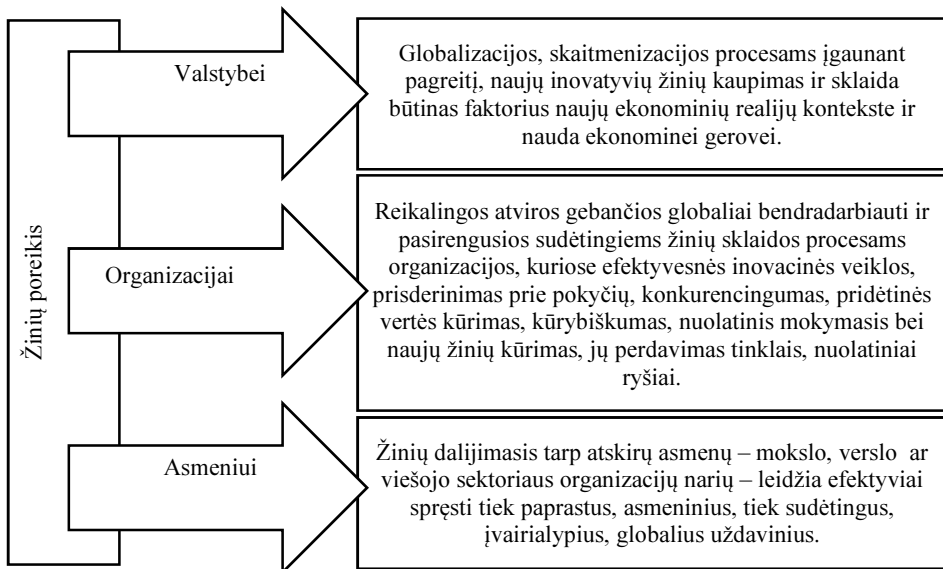 Žinių poreikis
Valstybei
Globalizacijos, skaitmenizacijos procesams įgaunant
pagreitį, naujų inovatyvių žinių kaupimas ir sklaida
būtinas faktorius naujų ekonominių realijų kontekste ir
nauda ekonominei gerovei.
Organizacijai
Reikalingos atviros gebančios globaliai bendradarbiauti ir
pasirengusios sudėtingiems žinių sklaidos procesams
organizacijos, kuriose efektyvesnės inovacinės veiklos,
prisderinimas prie pokyčių, konkurencingumas, pridėtinės
vertės kūrimas, kūrybiškumas, nuolatinis mokymasis bei
naujų žinių kūrimas, jų perdavimas tinklais, nuolatiniai
ryšiai.
Asmeniui
Žinių dalijimasis tarp atskirų asmenų – mokslo, verslo ar
viešojo sektoriaus organizacijų narių – leidžia efektyviai
spręsti tiek paprastus, asmeninius, tiek sudėtingus,
įvairialypius, globalius uždavinius.